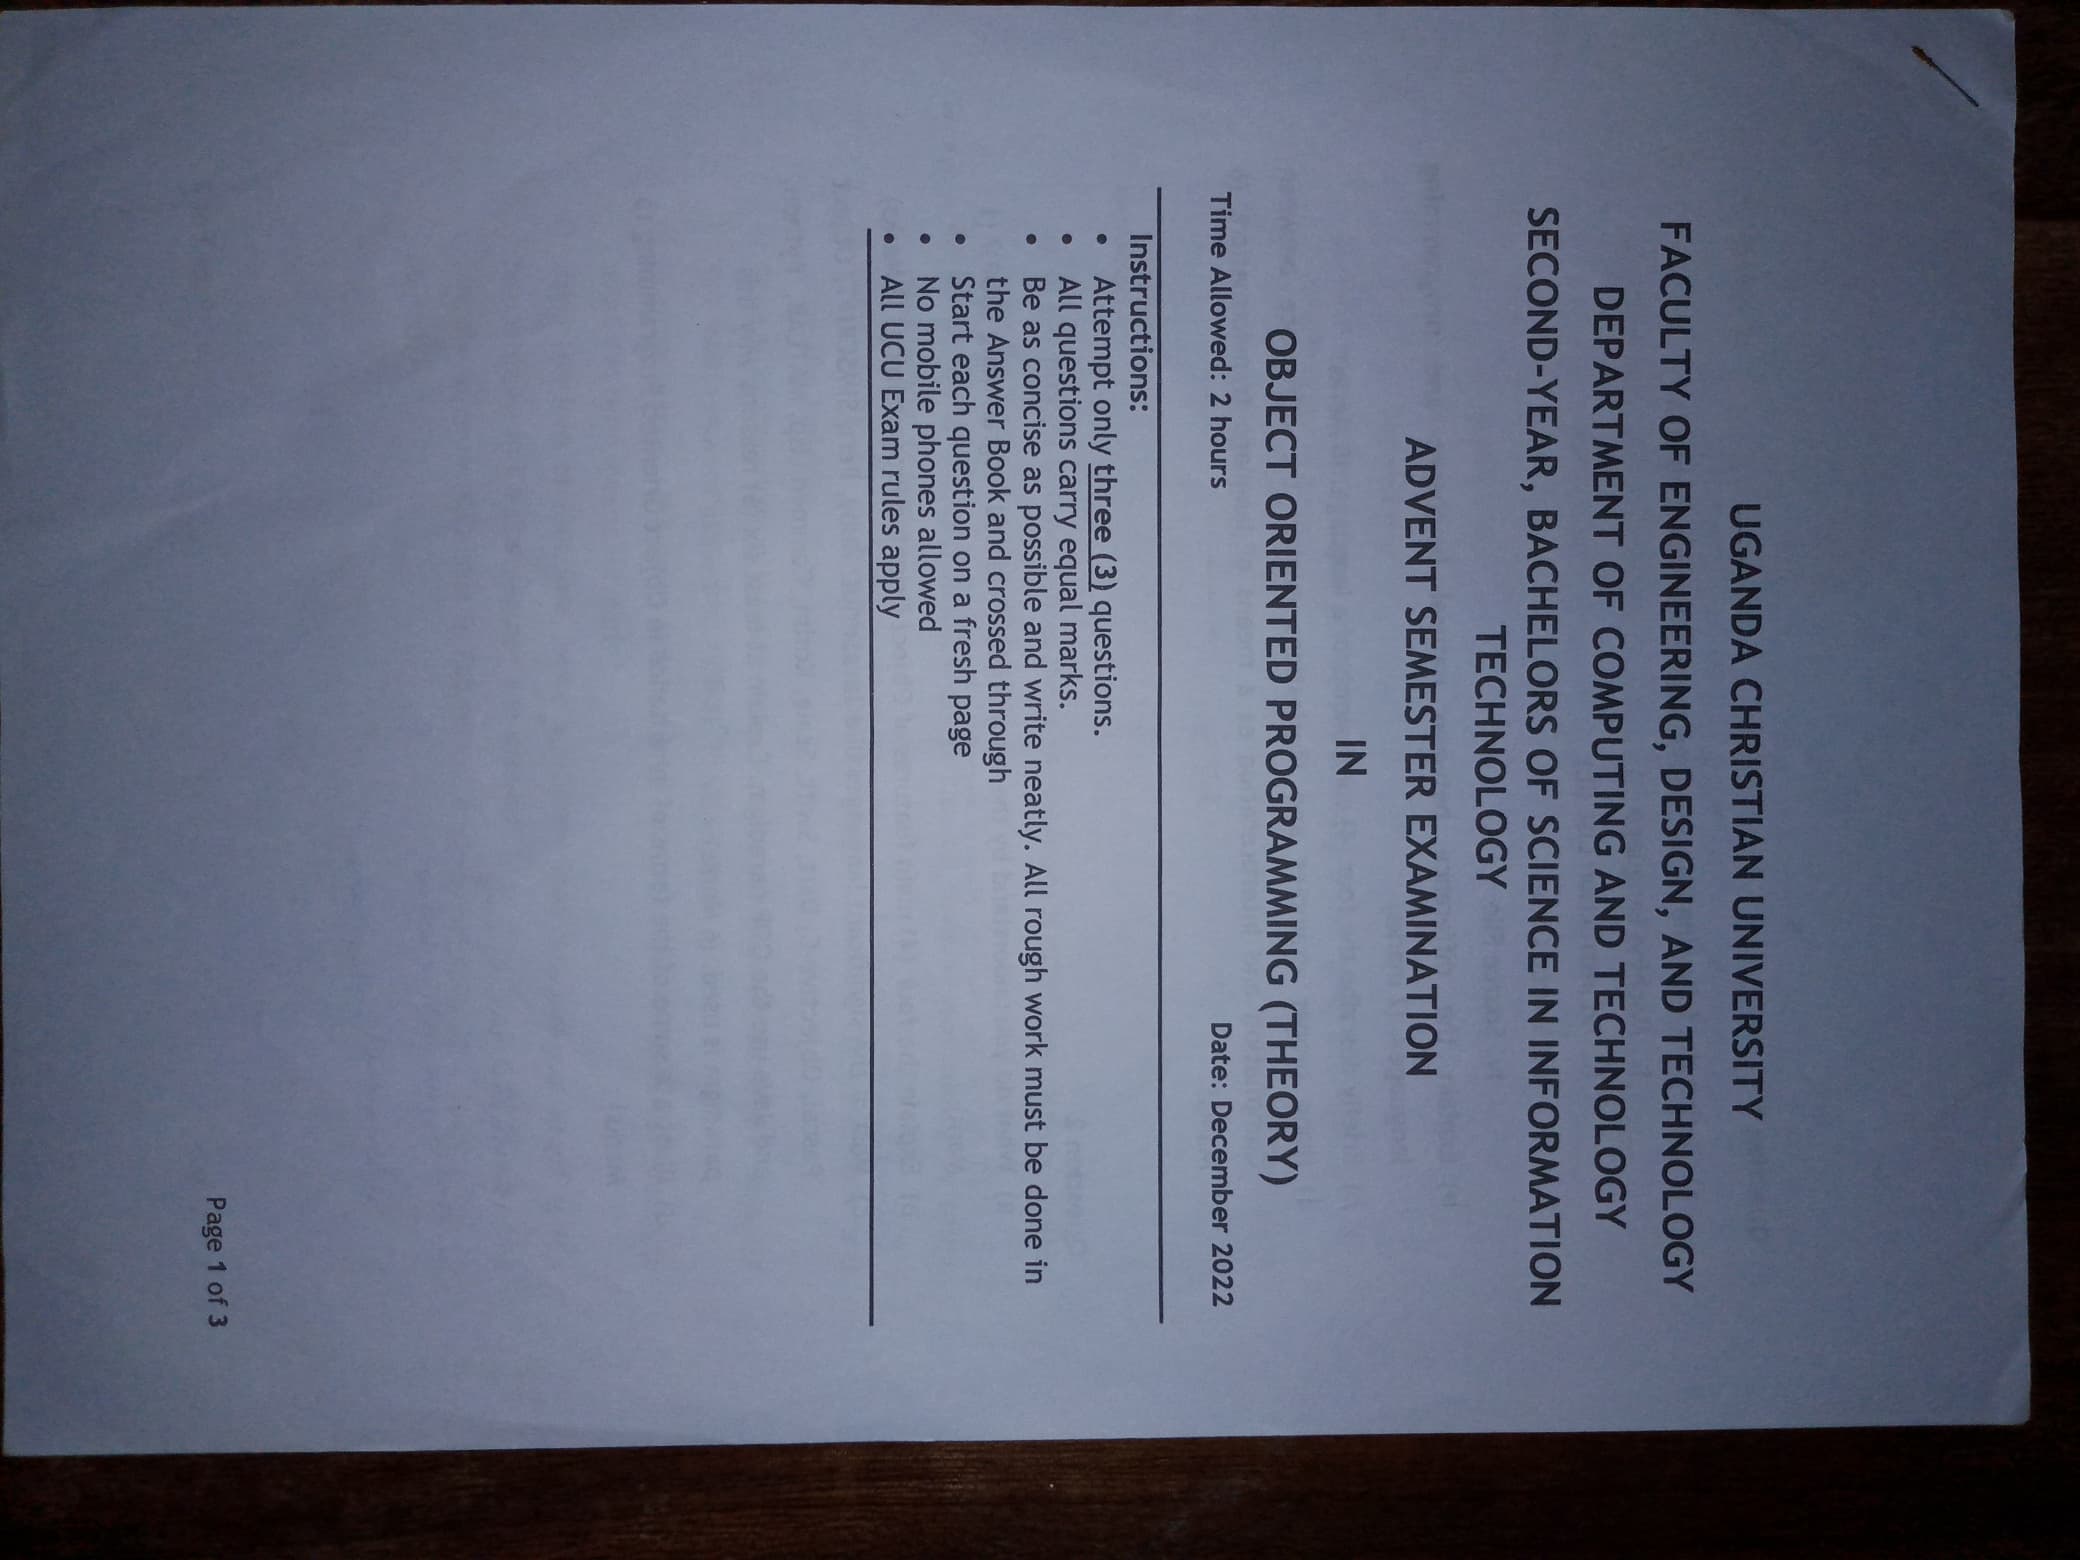 UGANDA CHRISTIAN UNIVERSITY
FACULTY OF ENGINEERING, DESIGN, AND TECHNOLOGY
DEPARTMENT OF COMPUTING AND TECHNOLOGY
SECOND-YEAR, BACHELORS OF SCIENCE IN INFORMATION
TECHNOLOGY
ADVENT SEMESTER EXAMINATION
IN
OBJECT ORIENTED PROGRAMMING (THEORY)
Time Allowed: 2 hours Date: December 2022
Instructions:
• Attempt only three (3) questions.
• All questions carry equal marks.
• Be as concise as possible and write neatly. All rough work must be done in
the Answer Book and crossed through
• Start each question on a fresh page
• No mobile phones allowed
• All UCU Exam rules apply
Page 1 of 3